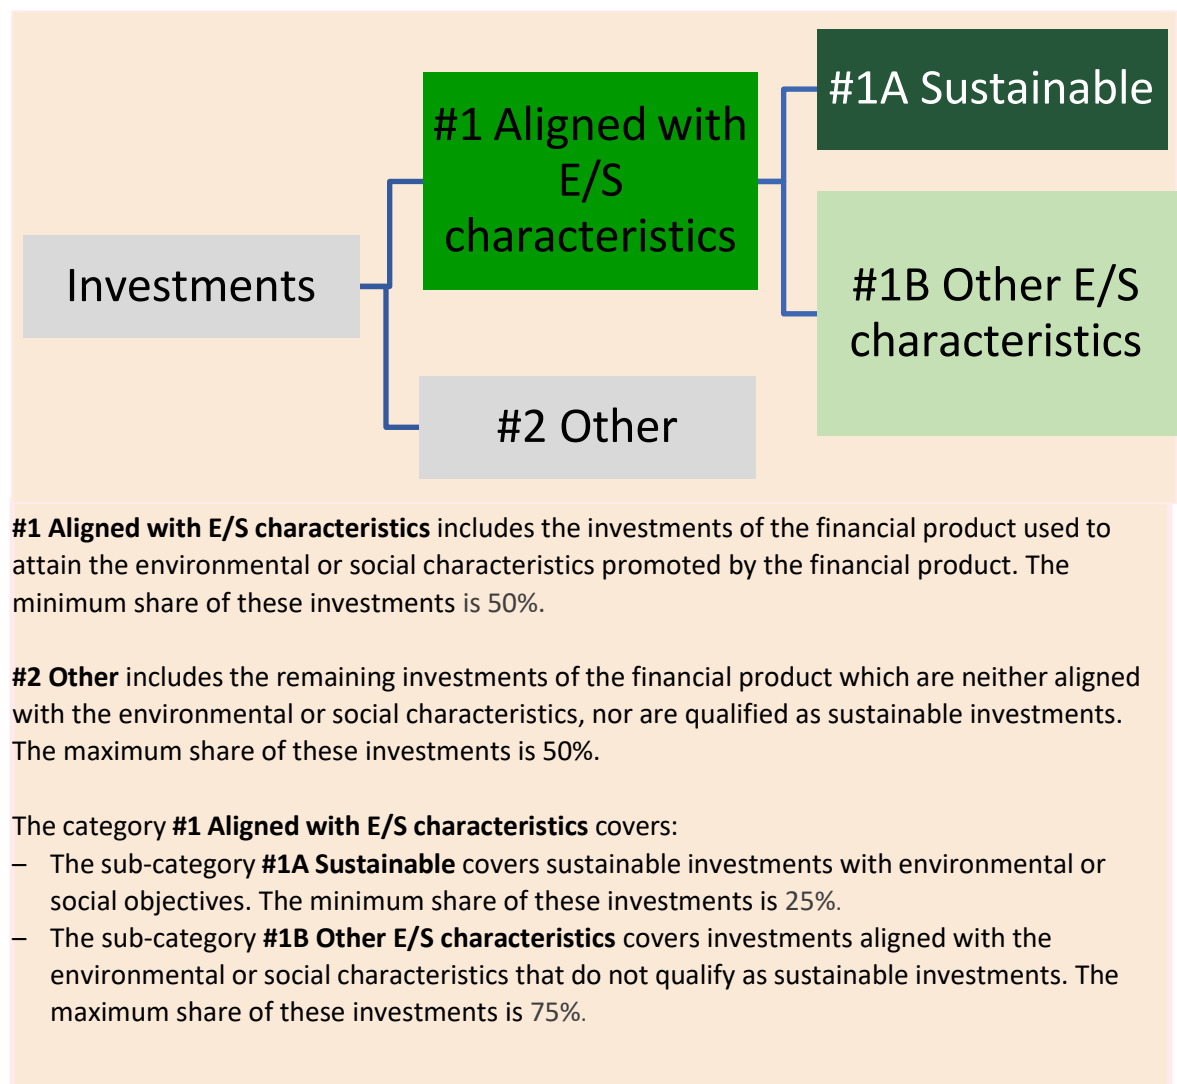 #1A Sustainable
#1 Aligned with
E/S
characteristics
Investments
#1B Other E/S
characteristics
#2 Other
#1 Aligned with E/S characteristics includes the investments of the financial product used to
attain the environmental or social characteristics promoted by the financial product. The
minimum share of these investments is 50%.
#2 Other includes the remaining investments of the financial product which are neither aligned
with the environmental or social characteristics, nor are qualified as sustainable investments.
The maximum share of these investments is 50%.
The category #1 Aligned with E/S characteristics covers:
– The sub-category #1A Sustainable covers sustainable investments with environmental or
social objectives. The minimum share of these investments is 25%.
– The sub-category #1B Other E/S characteristics covers investments aligned with the
environmental or social characteristics that do not qualify as sustainable investments. The
maximum share of these investments is 75%.